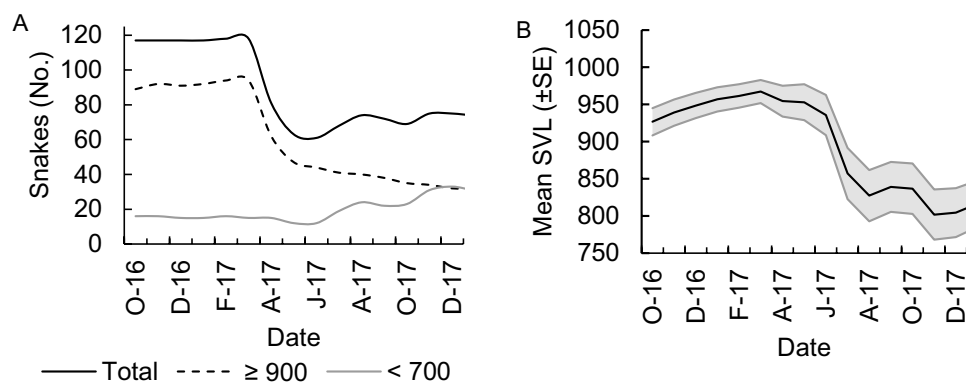 A
Snakes (No.)
120
100
80
60
40
20
0
O-16
D-16
F-17
A-17
J-17
A-17
O-17
D-17
Date
Total
≥ 900
< 700
B
Mean SVL (±SE)
1050
1000
950
900
850
800
750
O-16
D-16
F-17
A-17
J-17
A-17
O-17
D-17
Date